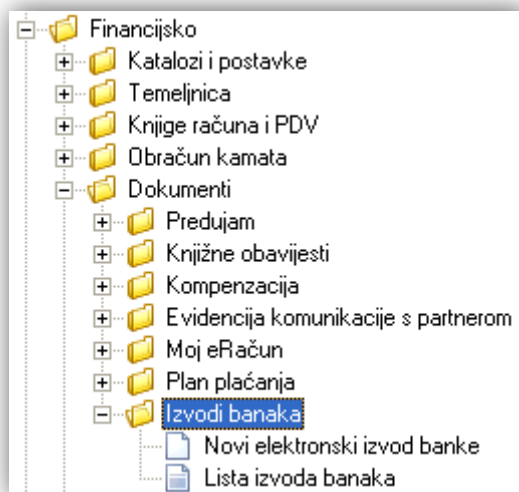 Financijsko
Katalozi i postavke
Temeljnica
Knjige računa i PDV
Obračun kamata
Dokumenti
Predujam
Knjižne obavijesti
Kompenzacija
Evidencija komunikacije s partnerom
Moj eRačun
Plan plaćanja
Izvodi banaka
Novi elektronski izvod banke
Lista izvoda banaka